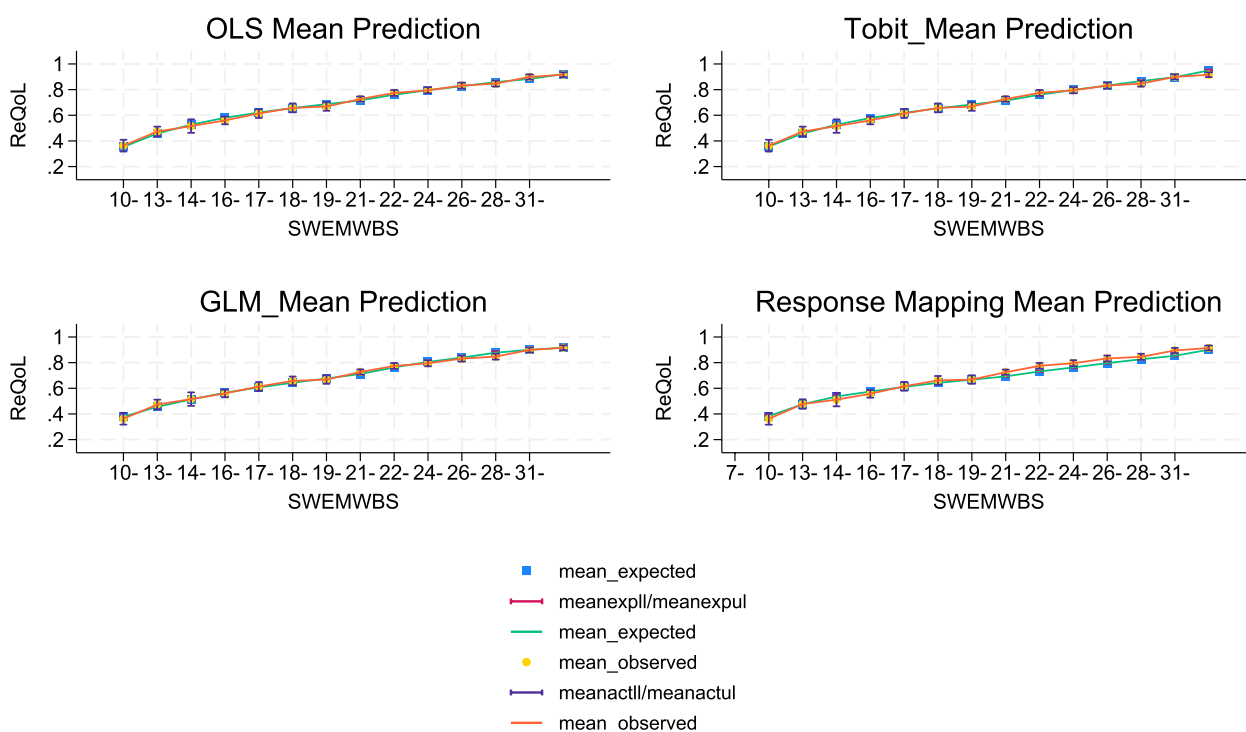 OLS Mean Prediction
1
.8
.6
.4
.2
ReQoL
10- 13- 14- 16- 17- 18- 19- 21- 22- 24- 26- 28- 31-
SWEMWBS
Tobit_Mean Prediction
1
.8
.6
.4
.2
ReQoL
10- 13- 14- 16- 17- 18- 19- 21- 22- 24- 26- 28- 31-
SWEMWBS
GLM_Mean Prediction
1
.8
.6
.4
.2
ReQoL
10- 13- 14- 16- 17- 18- 19- 21- 22- 24- 26- 28- 31-
SWEMWBS
Response Mapping Mean Prediction
1
.8
.6
.4
.2
ReQoL
7- 10- 13- 14- 16- 17- 18- 19- 21- 22- 24- 26- 28- 31-
SWEMWBS
mean_expected
meanexpll/meanexpul
mean_expected
mean_observed
meanactll/meanactul
mean_observed